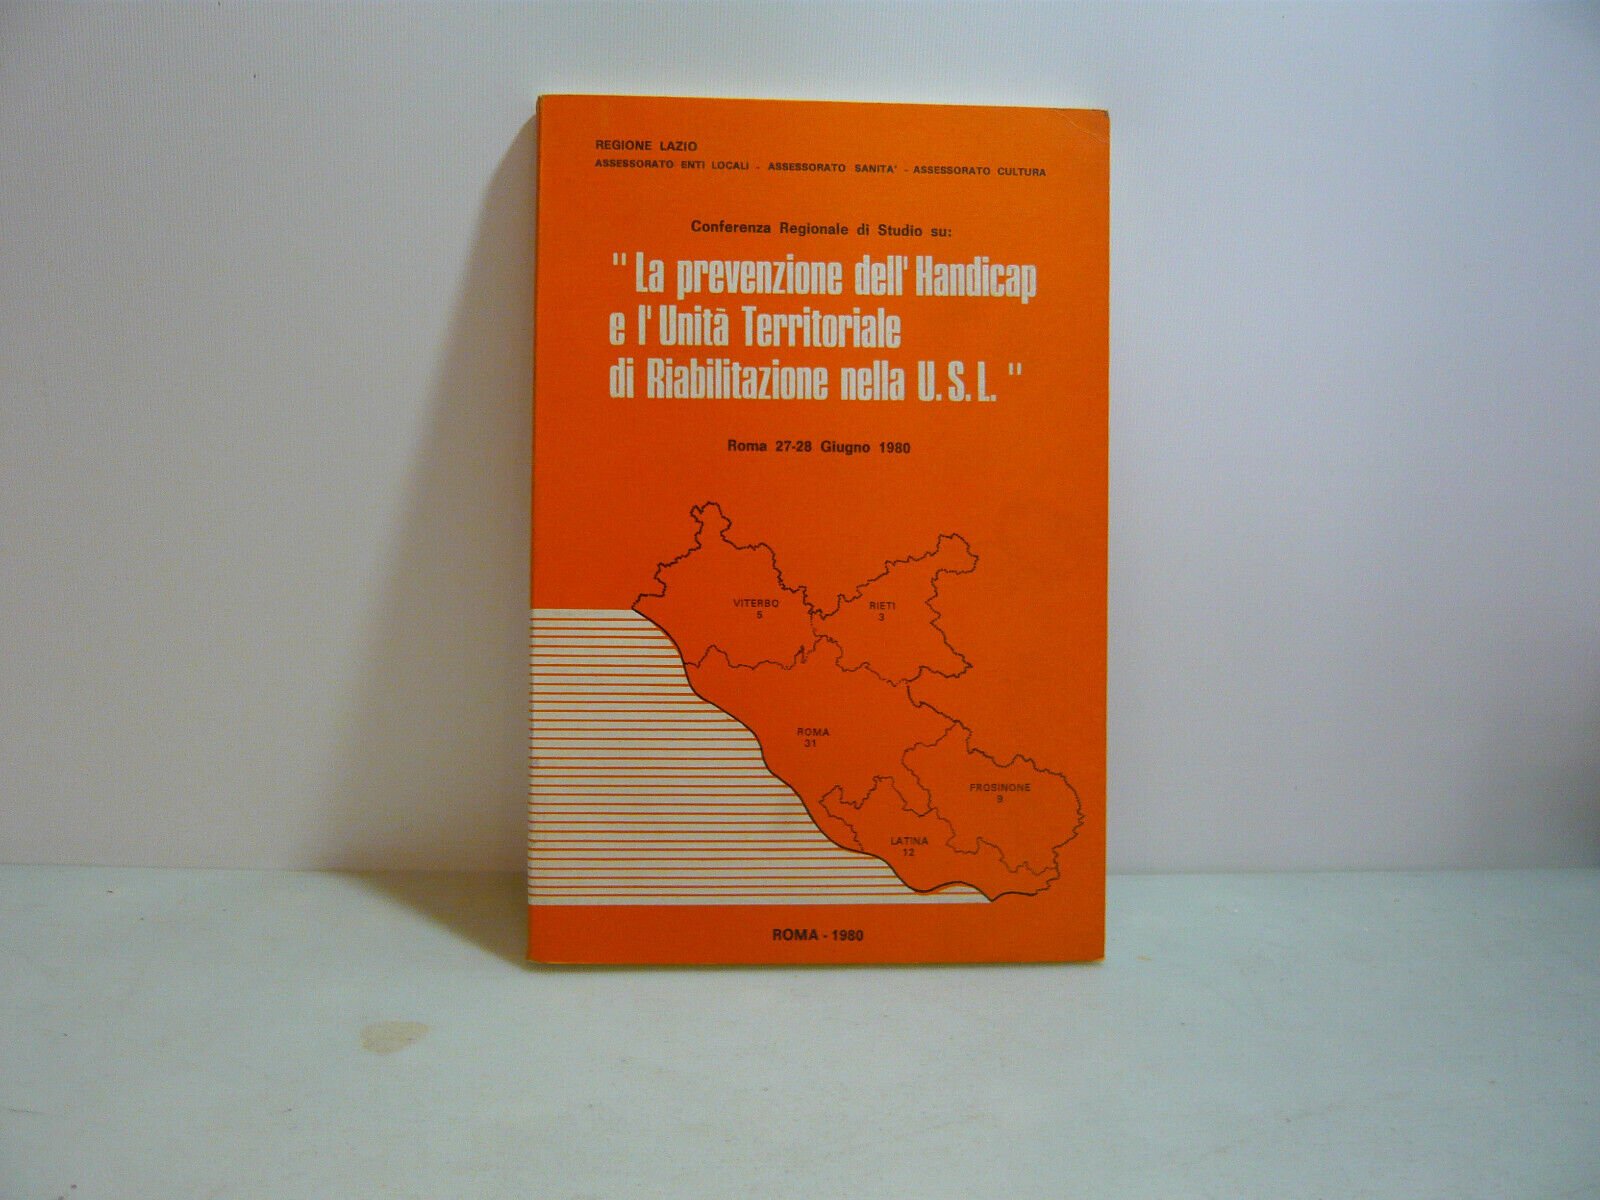 REGIONE LAZIO
ASSESSORATO ENTI LOCALI - ASSESSORATO SANITA' - ASSESSORATO CULTURA
Conferenza Regionale di Studio su:
" La prevenzione dell' Handicap
e l' Unità Territoriale
di Riabilitazione nella U.S.L. "
Roma 27-28 Giugno 1980
VITERBO
5
RIETI
3
ROMA
31
FROSINONE
9
LATINA
12
ROMA - 1980